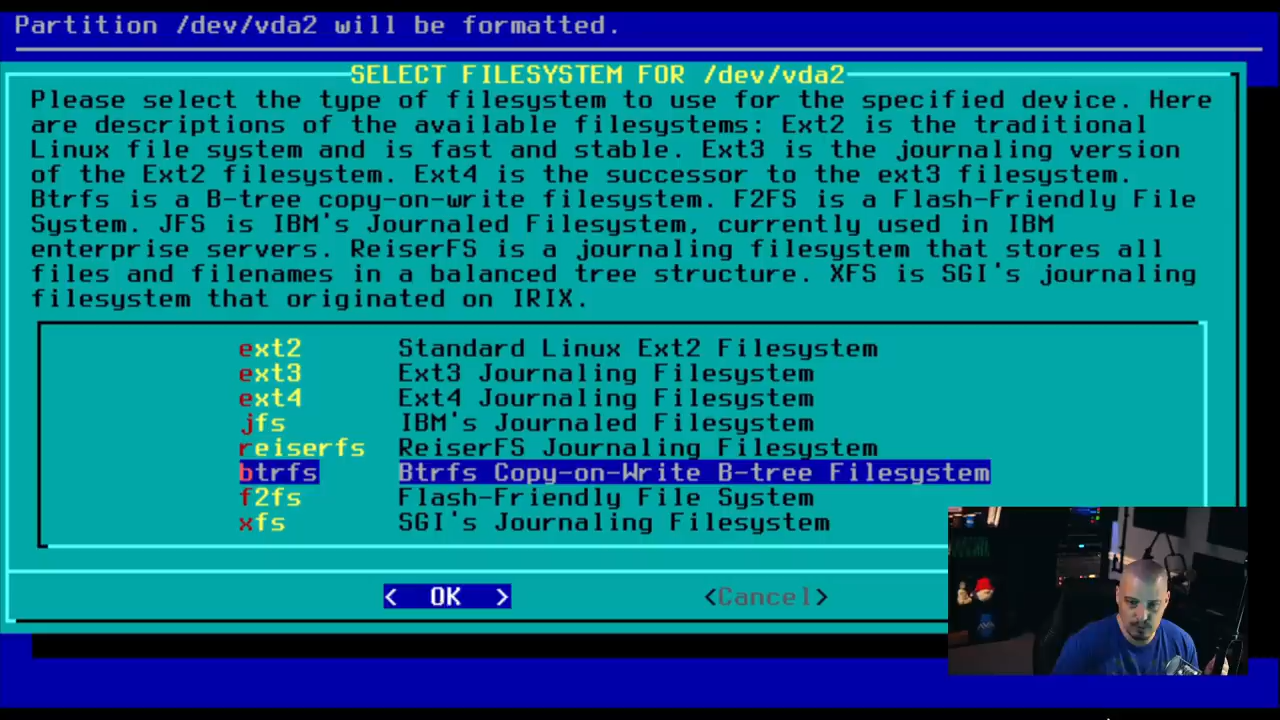 Partition /dev/vda2 will be formatted.
SELECT FILESYSTEM FOR /dev/vda2
Please select the type of filesystem to use for the specified device. Here
are descriptions of the available filesystems: Ext2 is the traditional
Linux file system and is fast and stable. Ext3 is the journaling version
of the Ext2 filesystem. Ext4 is the successor to the ext3 filesystem.
Btrfs is a B-tree copy-on-write filesystem. F2FS is a Flash-Friendly File
System. JFS is IBM's Journaled Filesystem, currently used in IBM
enterprise servers. ReiserFS is a journaling filesystem that stores all
files and filenames in a balanced tree structure. XFS is SGI's journaling
filesystem that originated on IRIX.
ext2 Standard Linux Ext2 Filesystem
ext3 Ext3 Journaling Filesystem
ext4 Ext4 Journaling Filesystem
jfs IBM's Journaled Filesystem
reiserfs ReiserFS Journaling Filesystem
btrfs Btrfs Copy-on-Write B-tree Filesystem
f2fs Flash-Friendly File System
xfs SGI's Journaling Filesystem
< OK > <Cancel>